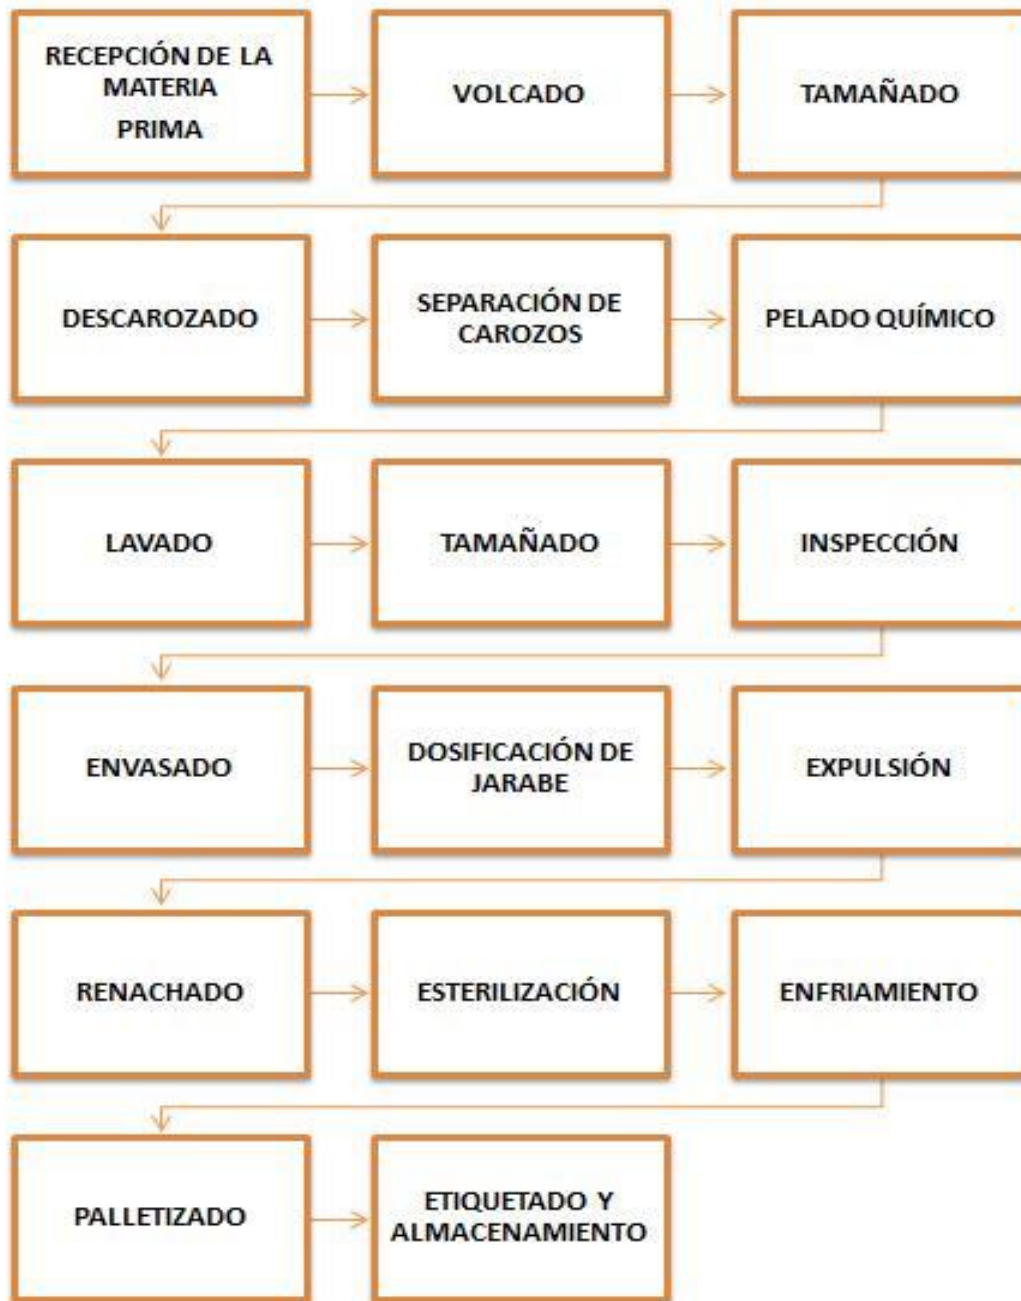 RECEPCIÓN DE LA
MATERIA
PRIMA
VOLCADO
TAMAÑADO
DESCAROZADO
SEPARACIÓN DE
CAROZOS
PELADO QUÍMICO
LAVADO
TAMAÑADO
INSPECCIÓN
ENVASADO
DOSIFICACIÓN DE
JARABE
EXPULSIÓN
RENACHADO
ESTERILIZACIÓN
ENFRIAMIENTO
PALLETIZADO
ETIQUETADO Y
ALMACENAMIENTO